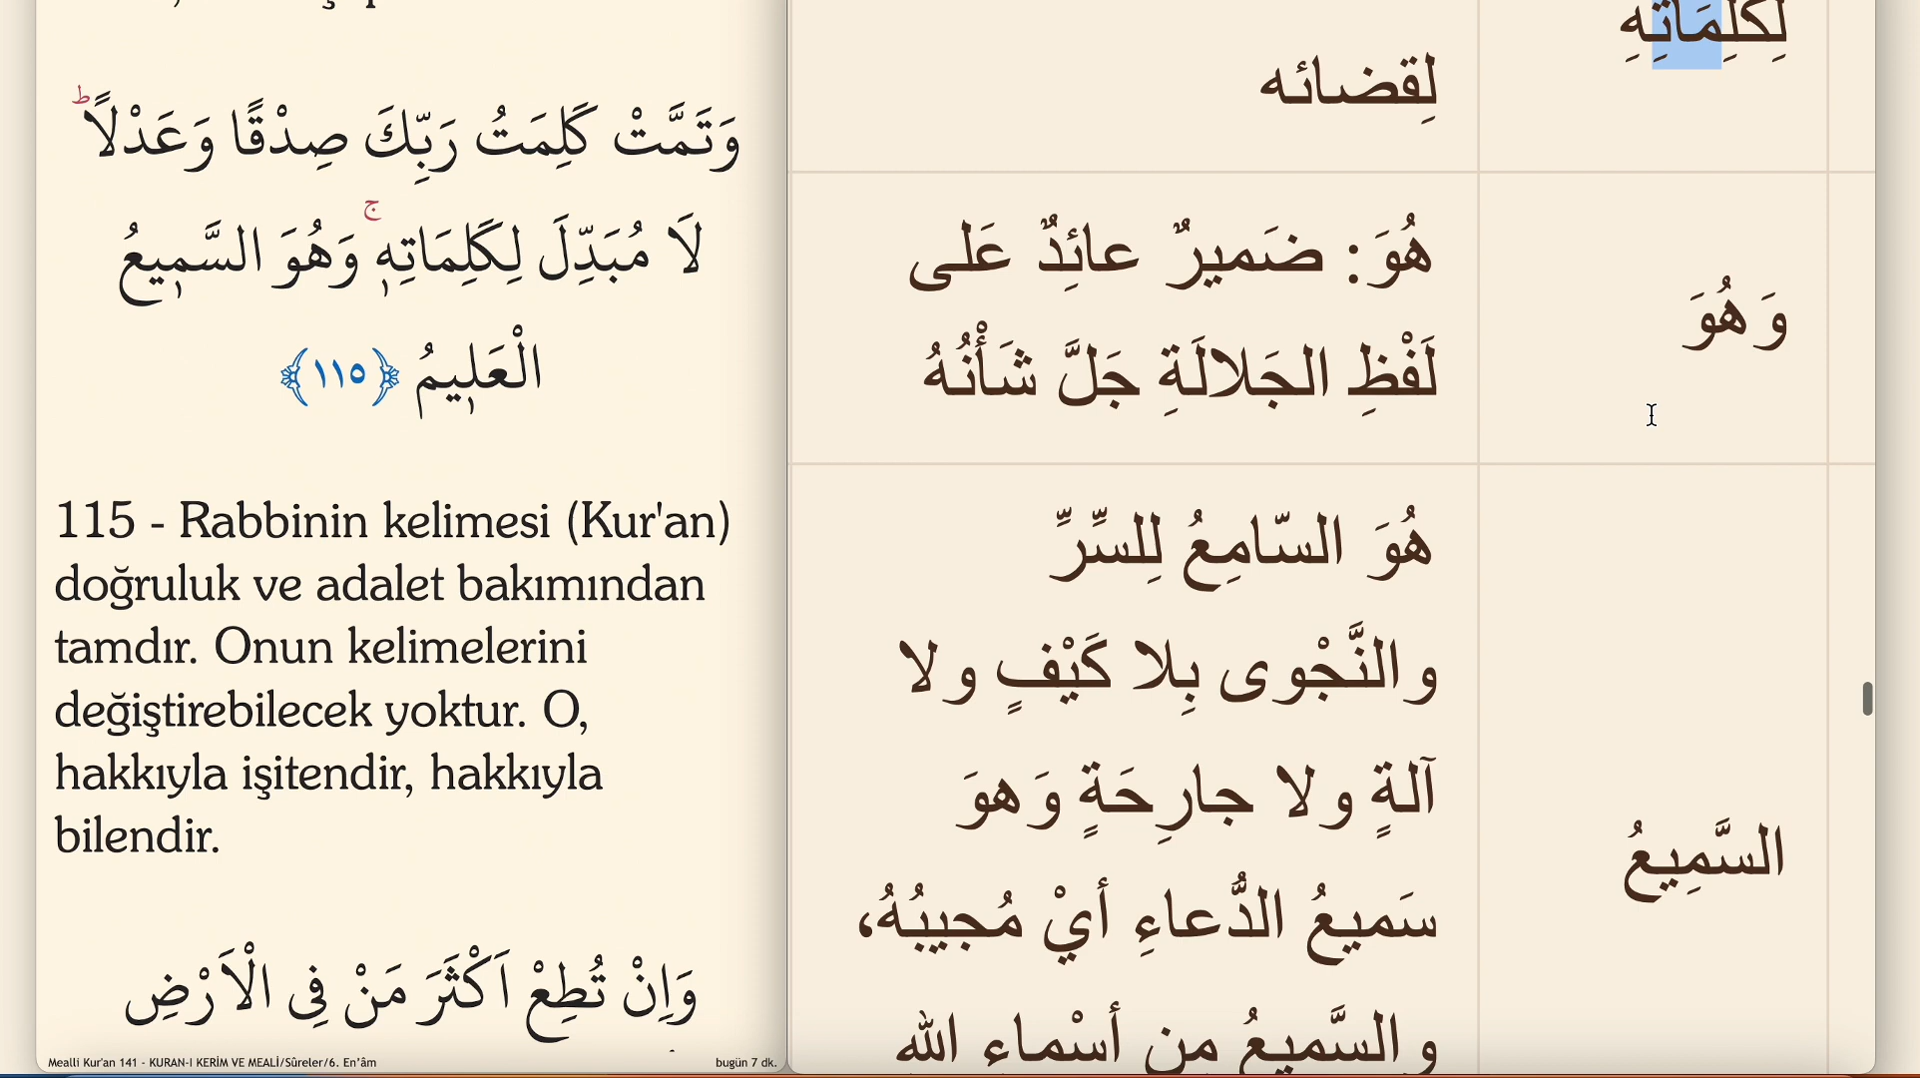 وَتَمَّتْ كَلِمَتُ رَبِّكَ صِدْقًا وَعَدْلًاۜ ط
لَا مُبَدِّلَ لِكَلِمَاتِهٖ ج وَهُوَ السَّمٖيعُ
الْعَلٖيمُ ﴿١١٥﴾
115 - Rabbinin kelimesi (Kur'an)
doğruluk ve adalet bakımından
tamdır. Onun kelimelerini
değiştirebilecek yoktur. O,
hakkıyla işitendir, hakkıyla
bilendir.
وَاِنْ تُطِعْ اَكْثَرَ مَنْ فِى الْاَرْضِ
Mealli Kur'an 141 - KURAN-I KERİM VE MEALİ/Sûreler/6. En'âm
bugün 7 dk.
لِكَلِمَاتِهِ
لِقضائه
وَهُوَ
هُوَ: ضَميرٌ عائِدٌ عَلى
لَفْظِ الجَلالَةِ جَلَّ شَأْنُهُ
السَّمِيعُ
هُوَ السّامِعُ لِلسِّرِّ
والنَّجْوى بِلا كَيْفٍ ولا
آلةٍ ولا جارِحَةٍ وَهوَ
سَميعُ الدُّعاءِ أيْ مُجيبُهُ،
والسَّميعُ مِن أسْماءِ اللهِ